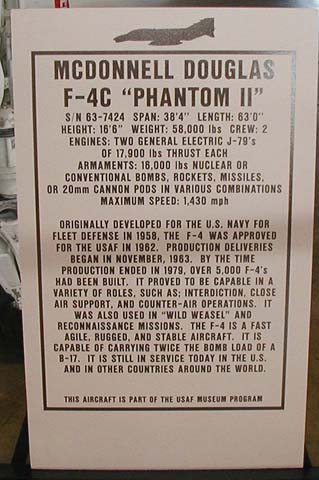 MCDONNELL DOUGLAS
F-4C "PHANTOM II"
S/N 63-7424 SPAN: 38'4" LENGTH: 63'0"
HEIGHT: 16'6" WEIGHT: 58,000 lbs CREW: 2
ENGINES: TWO GENERAL ELECTRIC J-79's
OF 17,900 lbs THRUST EACH
ARMAMENTS: 16,000 lbs NUCLEAR OR
CONVENTIONAL BOMBS, ROCKETS, MISSILES,
OR 20mm CANNON PODS IN VARIOUS COMBINATIONS
MAXIMUM SPEED: 1,430 mph
ORIGINALLY DEVELOPED FOR THE U.S. NAVY FOR
FLEET DEFENSE IN 1958, THE F-4 WAS APPROVED
FOR THE USAF IN 1962. PRODUCTION DELIVERIES
BEGAN IN NOVEMBER, 1963. BY THE TIME
PRODUCTION ENDED IN 1979, OVER 5,000 F-4's
HAD BEEN BUILT. IT PROVED TO BE CAPABLE IN A
VARIETY OF ROLES, SUCH AS; INTERDICTION, CLOSE
AIR SUPPORT, AND COUNTER-AIR OPERATIONS. IT
WAS ALSO USED IN "WILD WEASEL" AND
RECONNAISSANCE MISSIONS. THE F-4 IS A FAST
AGILE, RUGGED, AND STABLE AIRCRAFT. IT IS
CAPABLE OF CARRYING TWICE THE BOMB LOAD OF A
B-17. IT IS STILL IN SERVICE TODAY IN THE U.S.
AND IN OTHER COUNTRIES AROUND THE WORLD.
THIS AIRCRAFT IS PART OF THE USAF MUSEUM PROGRAM